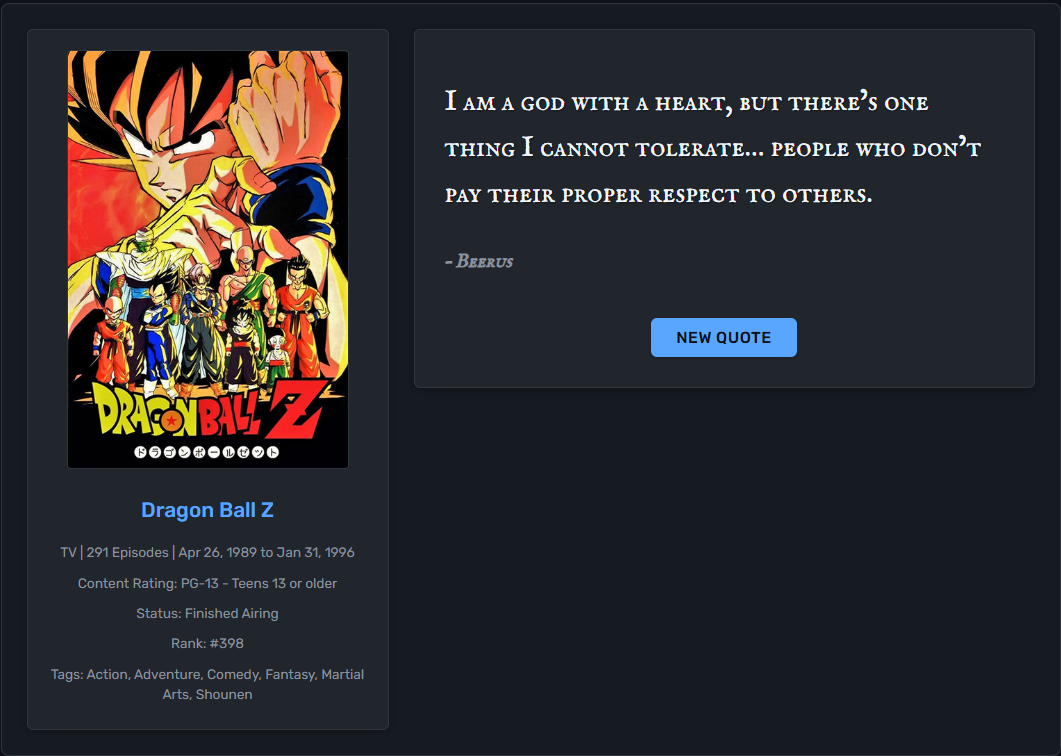 DRAGON BALL Z
ドラゴンボールゼット
Dragon Ball Z
TV | 291 Episodes | Apr 26, 1989 to Jan 31, 1996
Content Rating: PG-13 - Teens 13 or older
Status: Finished Airing
Rank: #398
Tags: Action, Adventure, Comedy, Fantasy, Martial
Arts, Shounen
I am a god with a heart, but there's one
thing I cannot tolerate... people who don't
pay their proper respect to others.
- Beerus
NEW QUOTE